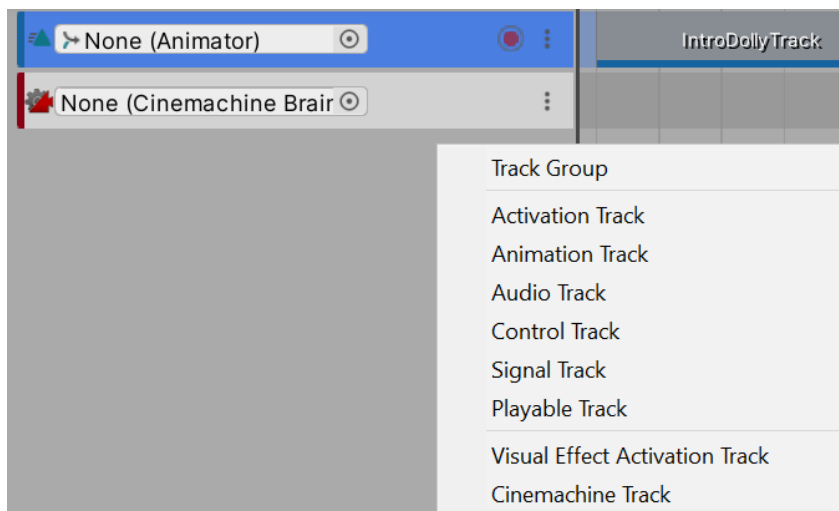 None (Animator)
IntroDollyTrack
None (Cinemachine Brair
Track Group
Activation Track
Animation Track
Audio Track
Control Track
Signal Track
Playable Track
Visual Effect Activation Track
Cinemachine Track